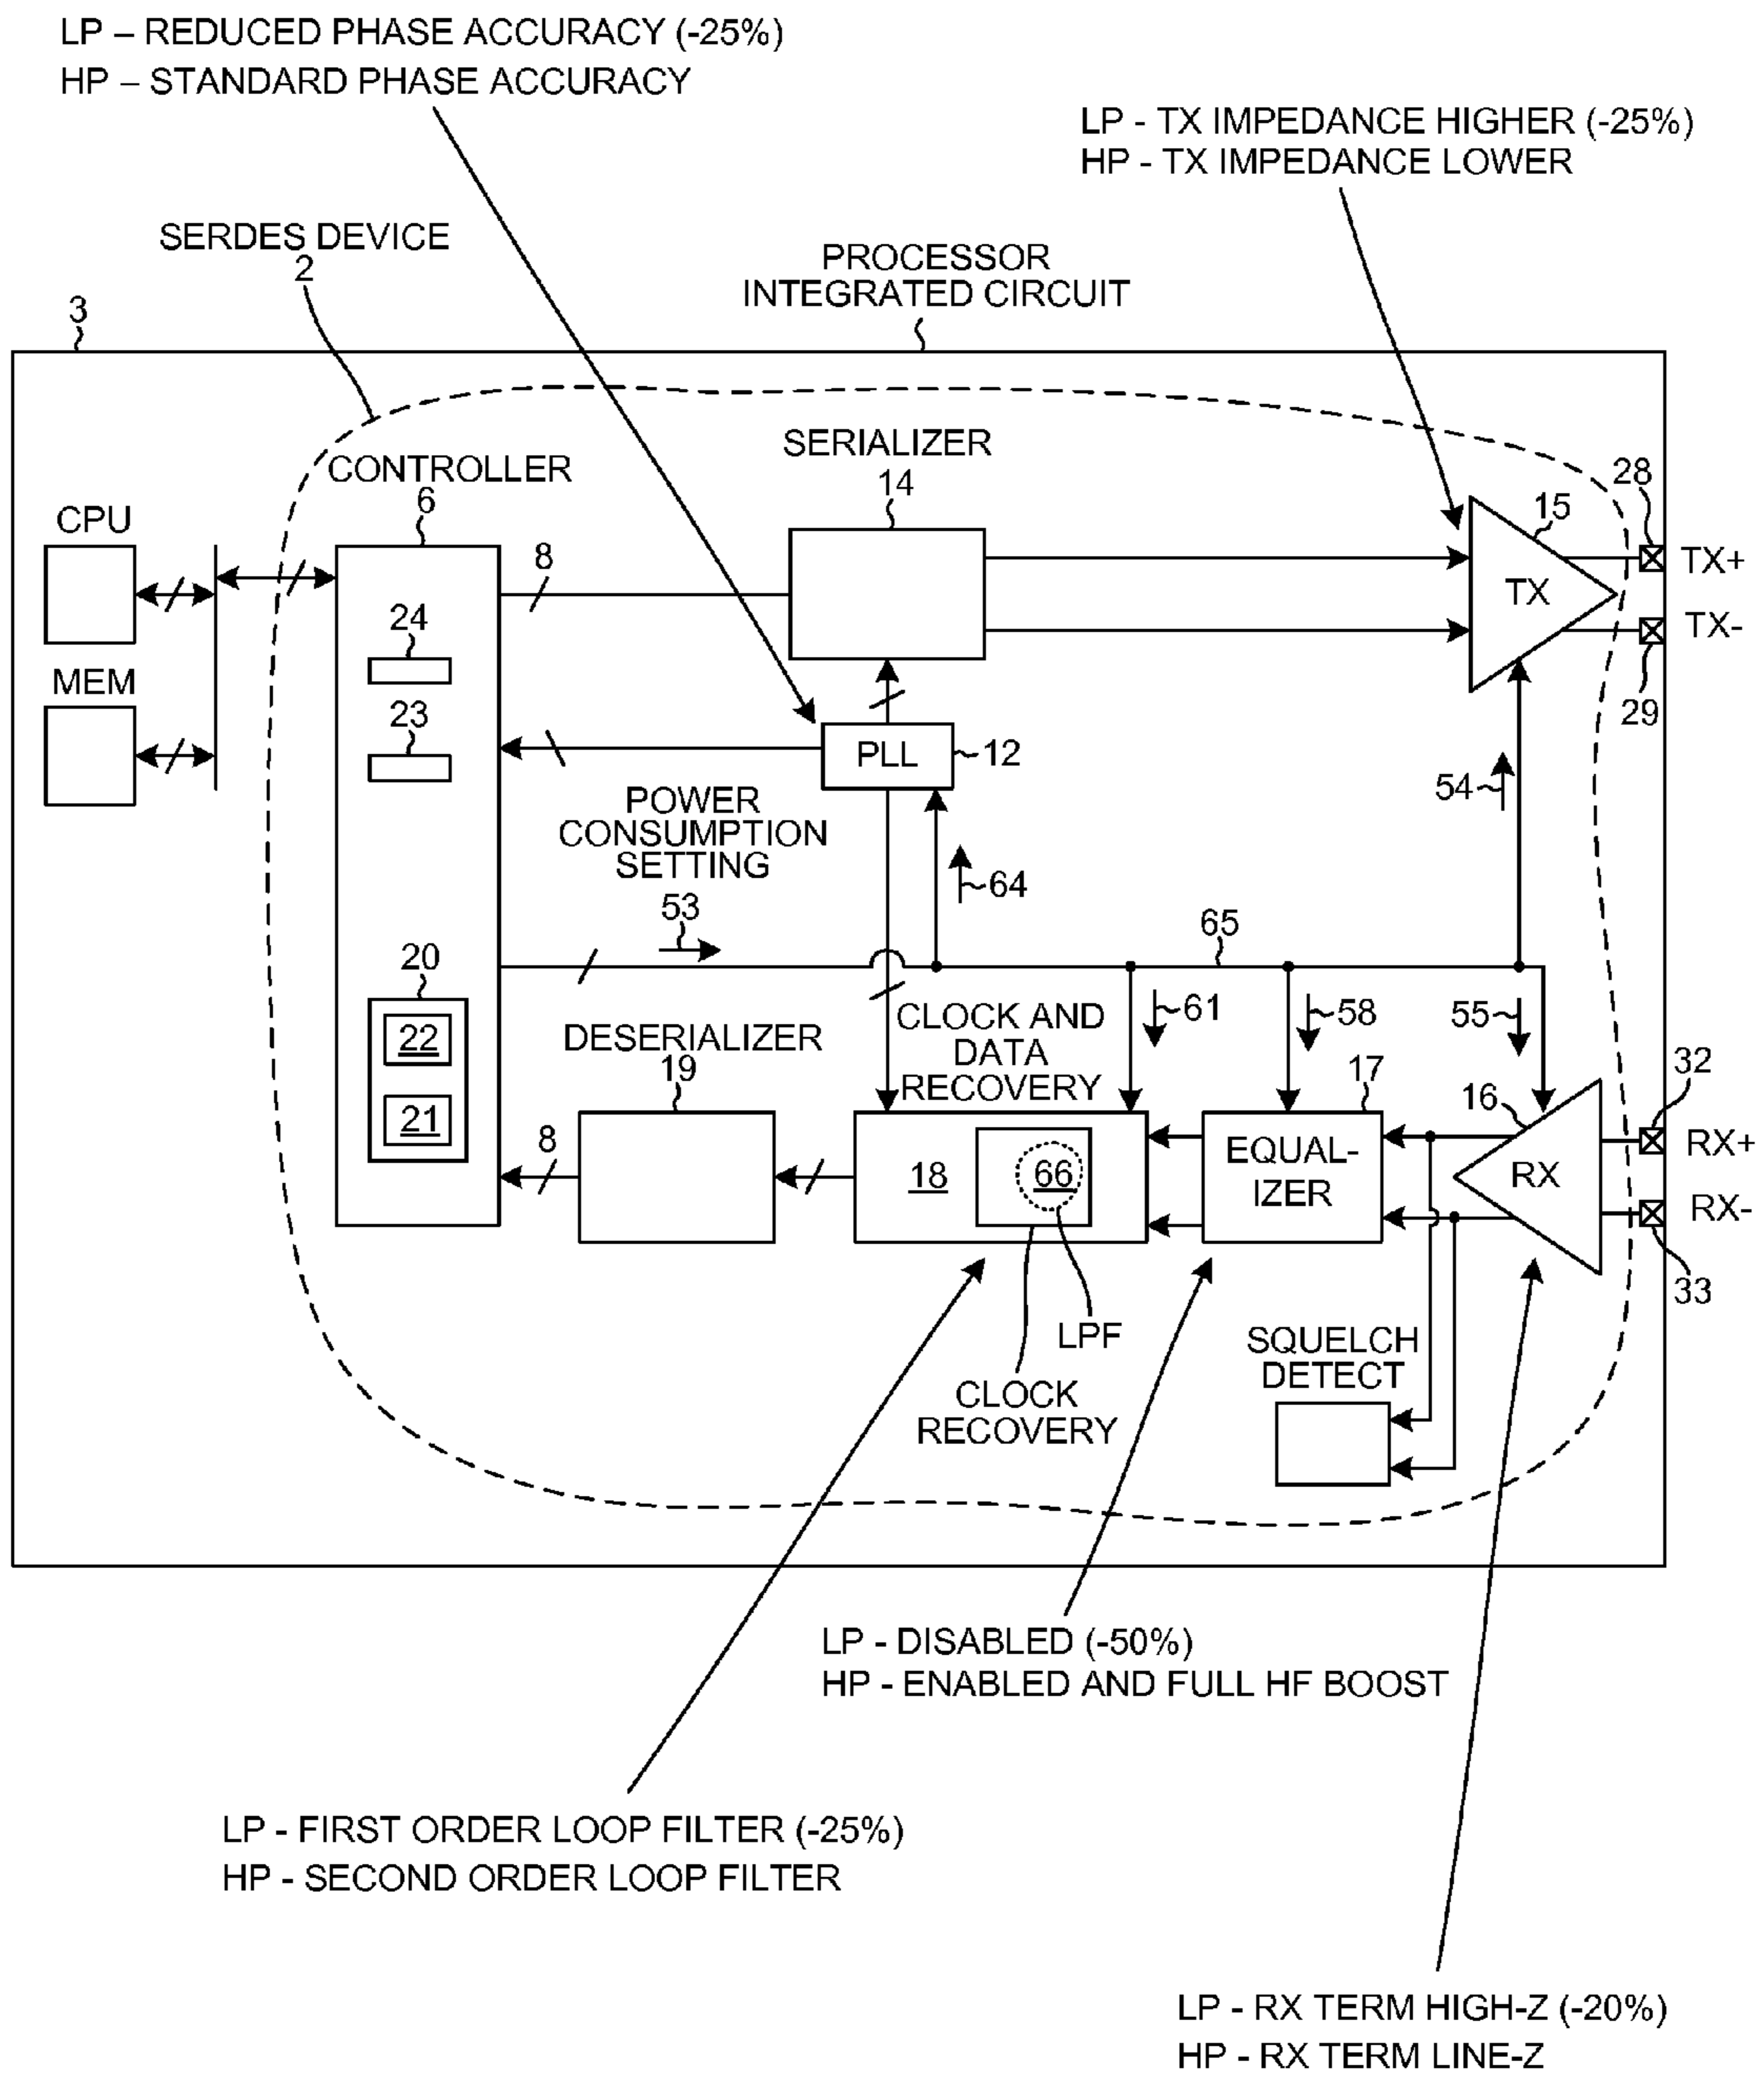 LP – REDUCED PHASE ACCURACY (-25%)
HP – STANDARD PHASE ACCURACY
LP - TX IMPEDANCE HIGHER (-25%)
HP - TX IMPEDANCE LOWER
SERDES DEVICE
2
PROCESSOR
INTEGRATED CIRCUIT
3
CONTROLLER
6
SERIALIZER
14
CPU
MEM
8
24
23
15
TX
28
TX+
TX-
29
PLL
12
POWER
CONSUMPTION
SETTING
53
64
54
65
20
22
21
DESERIALIZER
19
8
CLOCK AND
DATA
RECOVERY
61
58
55
18
66
17
EQUAL-
IZER
16
RX
32
RX+
RX-
33
LPF
CLOCK
RECOVERY
SQUELCH
DETECT
LP - DISABLED (-50%)
HP - ENABLED AND FULL HF BOOST
LP - FIRST ORDER LOOP FILTER (-25%)
HP - SECOND ORDER LOOP FILTER
LP - RX TERM HIGH-Z (-20%)
HP - RX TERM LINE-Z